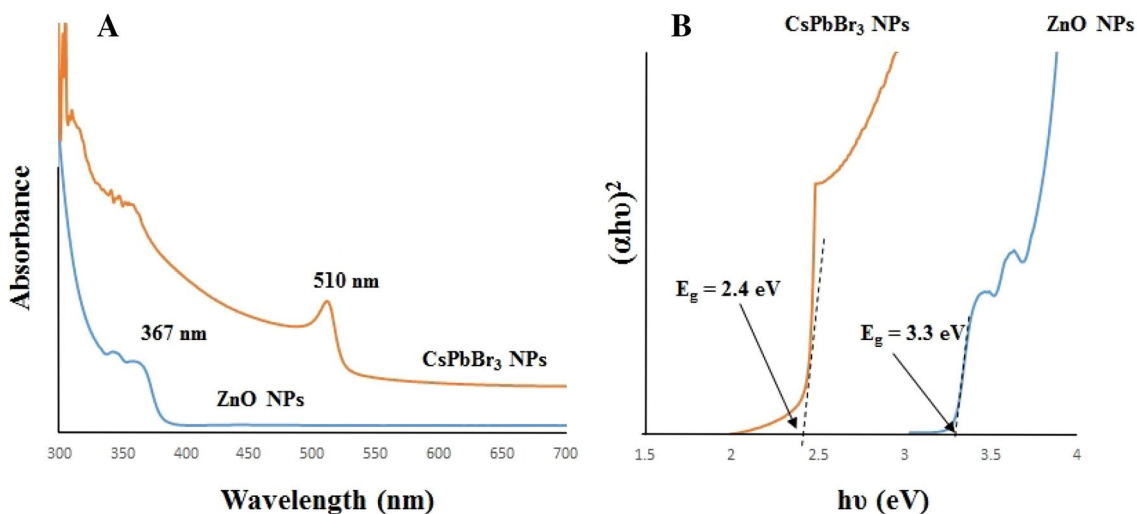 A
Absorbance
510 nm
367 nm
CsPbBr₃ NPs
ZnO NPs
300 350 400 450 500 550 600 650 700
Wavelength (nm)
B
CsPbBr₃ NPs
ZnO NPs
(αhυ)²
E_g = 2.4 eV
E_g = 3.3 eV
1.5 2 2.5 3 3.5 4
hυ (eV)